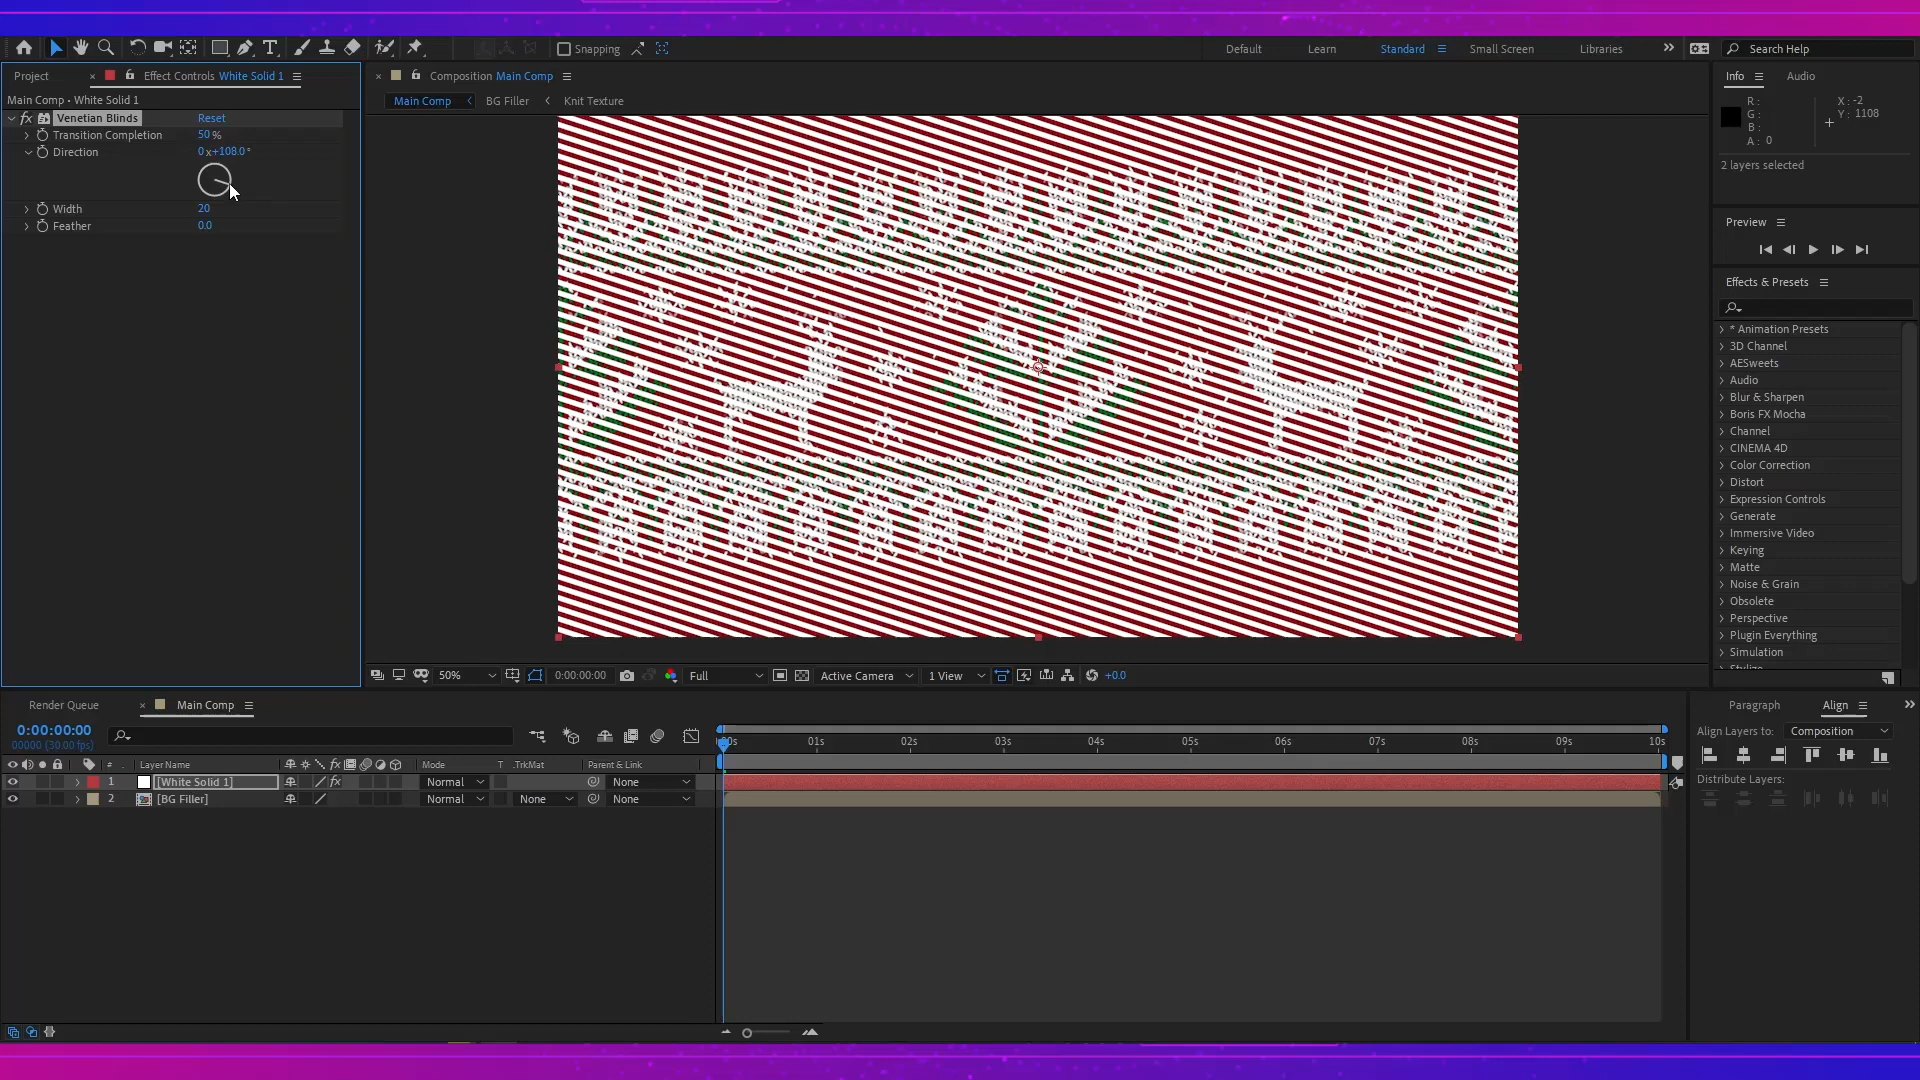 Snapping
Default
Learn
Standard
Small Screen
Libraries
Search Help
Project
Effect Controls White Solid 1
Composition Main Comp
Info
Audio
Main Comp • White Solid 1
Main Comp
BG Filler
Knit Texture
R :
G :
B :
A : 0
X : -2
Y : 1108
fx Venetian Blinds
Reset
Transition Completion
50 %
Direction
0 x+108.0 °
2 layers selected
Width
20
Feather
0.0
Preview
Effects & Presets
* Animation Presets
3D Channel
AESweets
Audio
Blur & Sharpen
Boris FX Mocha
Channel
CINEMA 4D
Color Correction
Distort
Expression Controls
Generate
Immersive Video
Keying
Matte
Noise & Grain
Obsolete
Perspective
Plugin Everything
Simulation
Stylize
50%
0:00:00:00
Full
Active Camera
1 View
+0.0
Render Queue
Main Comp
Paragraph
Align
0:00:00:00
00000 (30.00 fps)
Align Layers to:
Composition
01s
02s
03s
04s
05s
06s
07s
08s
09s
10s
#
Layer Name
fx
Mode
T
.TrkMat
Parent & Link
1
[White Solid 1]
fx
Normal
None
2
[BG Filler]
Normal
None
None
Distribute Layers: